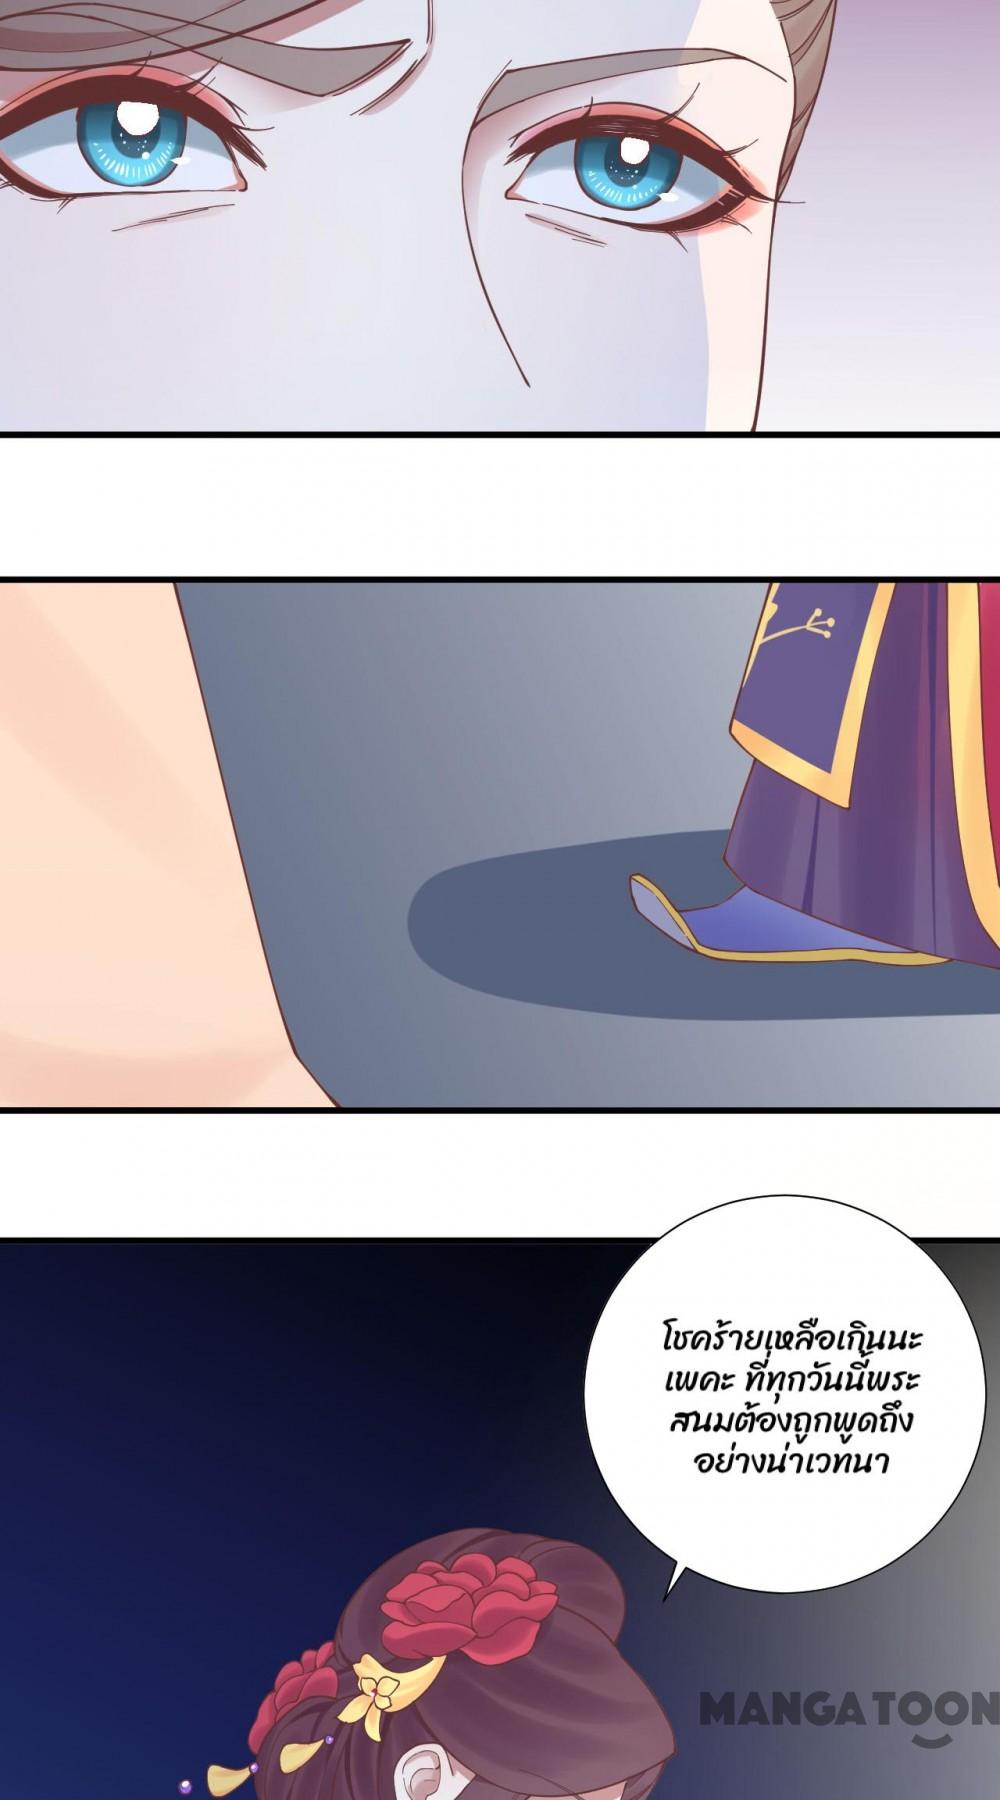 โชคร้ายเหลือเกินนะ
เพคะ ที่ทุกวันนี้พระ
สนมต้องถูกพูดถึง
อย่างน่าเวทนา
MANGATOON